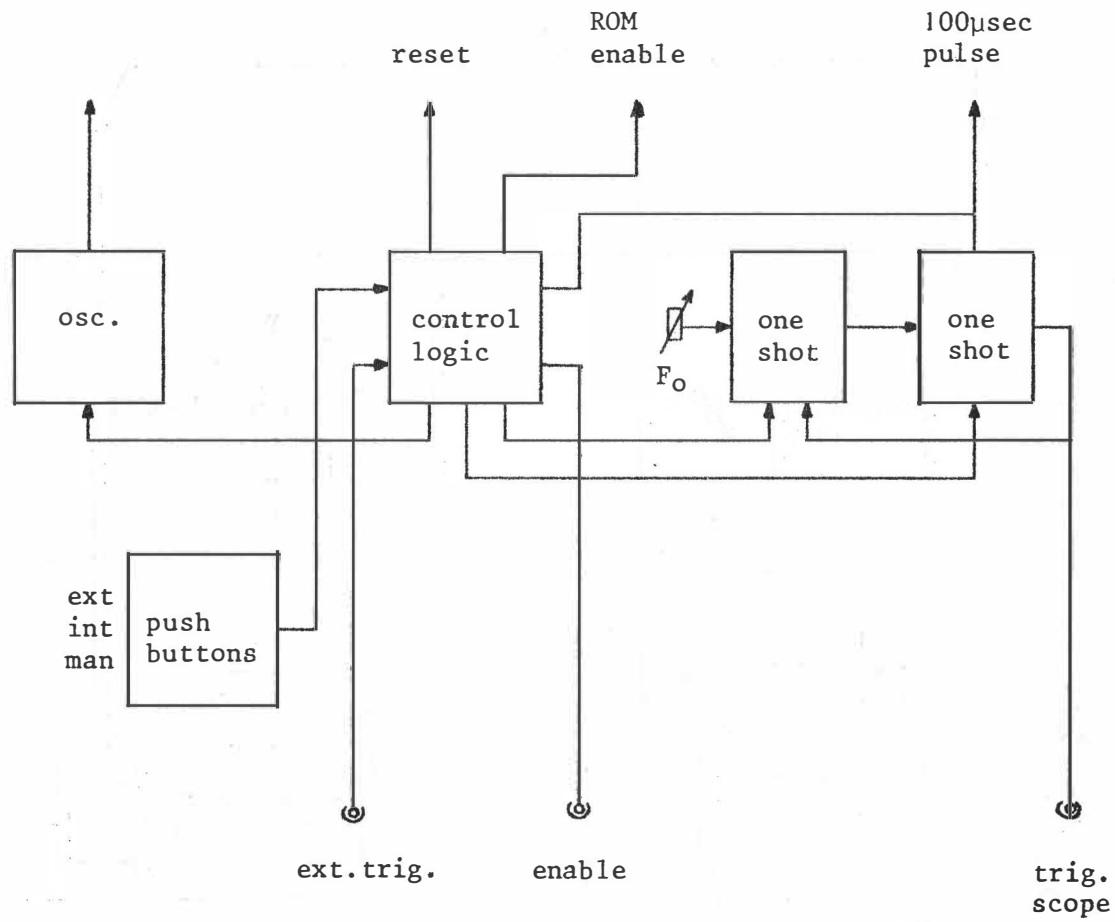 reset
ROM
enable
100µsec
pulse
osc.
control
logic
Fo
one
shot
one
shot
ext
int
man
push
buttons
ext.trig.
enable
trig.
scope